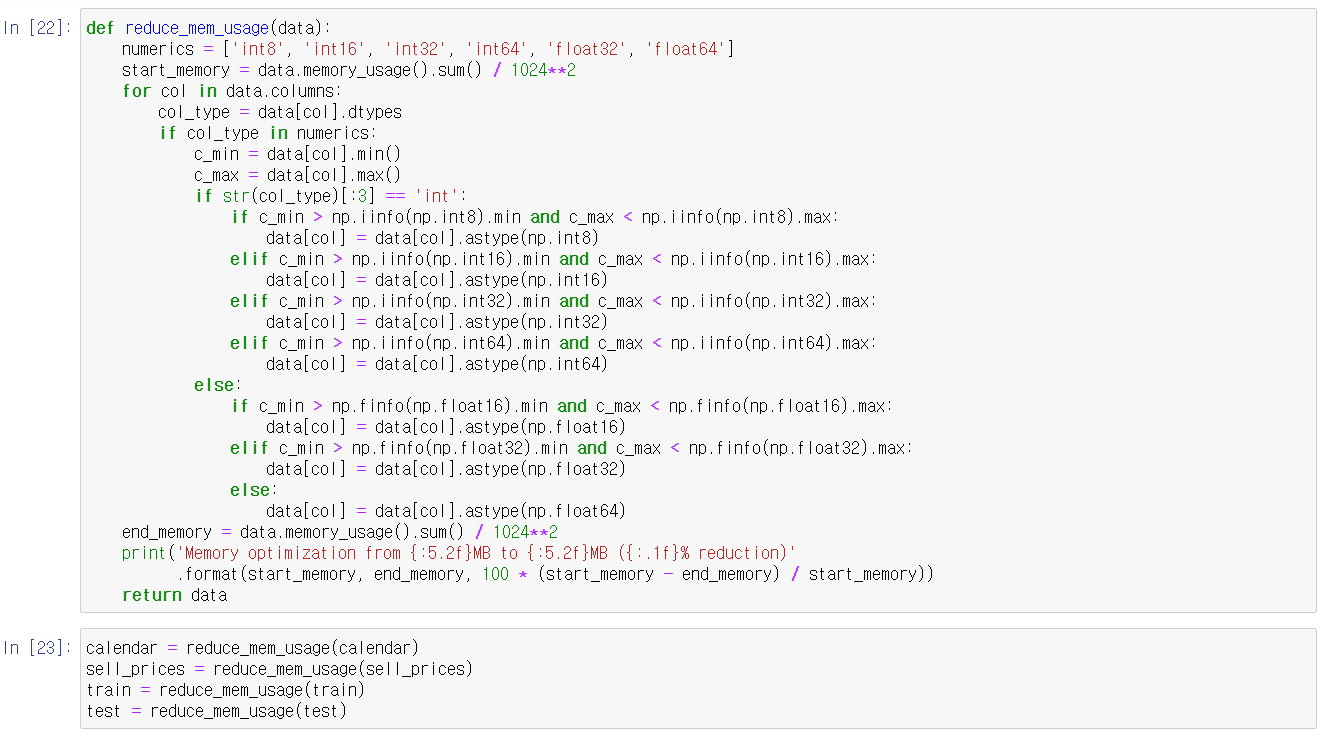 In [22]: def reduce_mem_usage(data):
    numerics = ['int8', 'int16', 'int32', 'int64', 'float32', 'float64']
    start_memory = data.memory_usage().sum() / 1024**2
    for col in data.columns:
        col_type = data[col].dtypes
        if col_type in numerics:
            c_min = data[col].min()
            c_max = data[col].max()
            if str(col_type)[:3] == 'int':
                if c_min > np.iinfo(np.int8).min and c_max < np.iinfo(np.int8).max:
                    data[col] = data[col].astype(np.int8)
                elif c_min > np.iinfo(np.int16).min and c_max < np.iinfo(np.int16).max:
                    data[col] = data[col].astype(np.int16)
                elif c_min > np.iinfo(np.int32).min and c_max < np.iinfo(np.int32).max:
                    data[col] = data[col].astype(np.int32)
                elif c_min > np.iinfo(np.int64).min and c_max < np.iinfo(np.int64).max:
                    data[col] = data[col].astype(np.int64)
            else:
                if c_min > np.finfo(np.float16).min and c_max < np.finfo(np.float16).max:
                    data[col] = data[col].astype(np.float16)
                elif c_min > np.finfo(np.float32).min and c_max < np.finfo(np.float32).max:
                    data[col] = data[col].astype(np.float32)
                else:
                    data[col] = data[col].astype(np.float64)
    end_memory = data.memory_usage().sum() / 1024**2
    print('Memory optimization from {:5.2f}MB to {:5.2f}MB ({:.1f}% reduction)'
          .format(start_memory, end_memory, 100 * (start_memory - end_memory) / start_memory))
    return data
In [23]: calendar = reduce_mem_usage(calendar)
sell_prices = reduce_mem_usage(sell_prices)
train = reduce_mem_usage(train)
test = reduce_mem_usage(test)